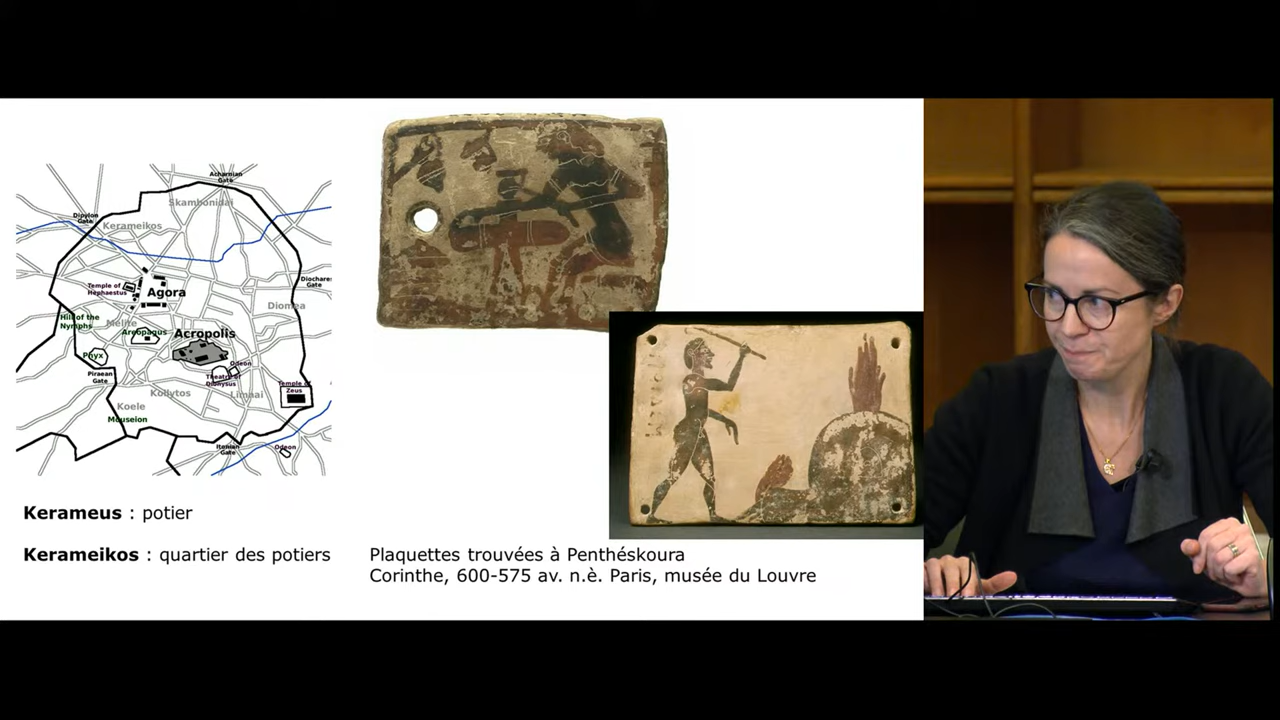 Acharnian
Gate
Skambonidai
Dipylon
Gate
Kerameikos
Diochares
Gate
Temple of
Hephaestus
Agora
Diomea
Hill of the
Nymphs
Melite
Areopagus
Acropolis
Pnyx
Odeon
Piraean
Gate
Theatre of
Dionysus
Temple of
Zeus
Kollytos
Limnai
Koele
Mouseion
Itonian
Gate
Odeon
Kerameus : potier
Kerameikos : quartier des potiers
Plaquettes trouvées à Penthéskoura
Corinthe, 600-575 av. n.è. Paris, musée du Louvre